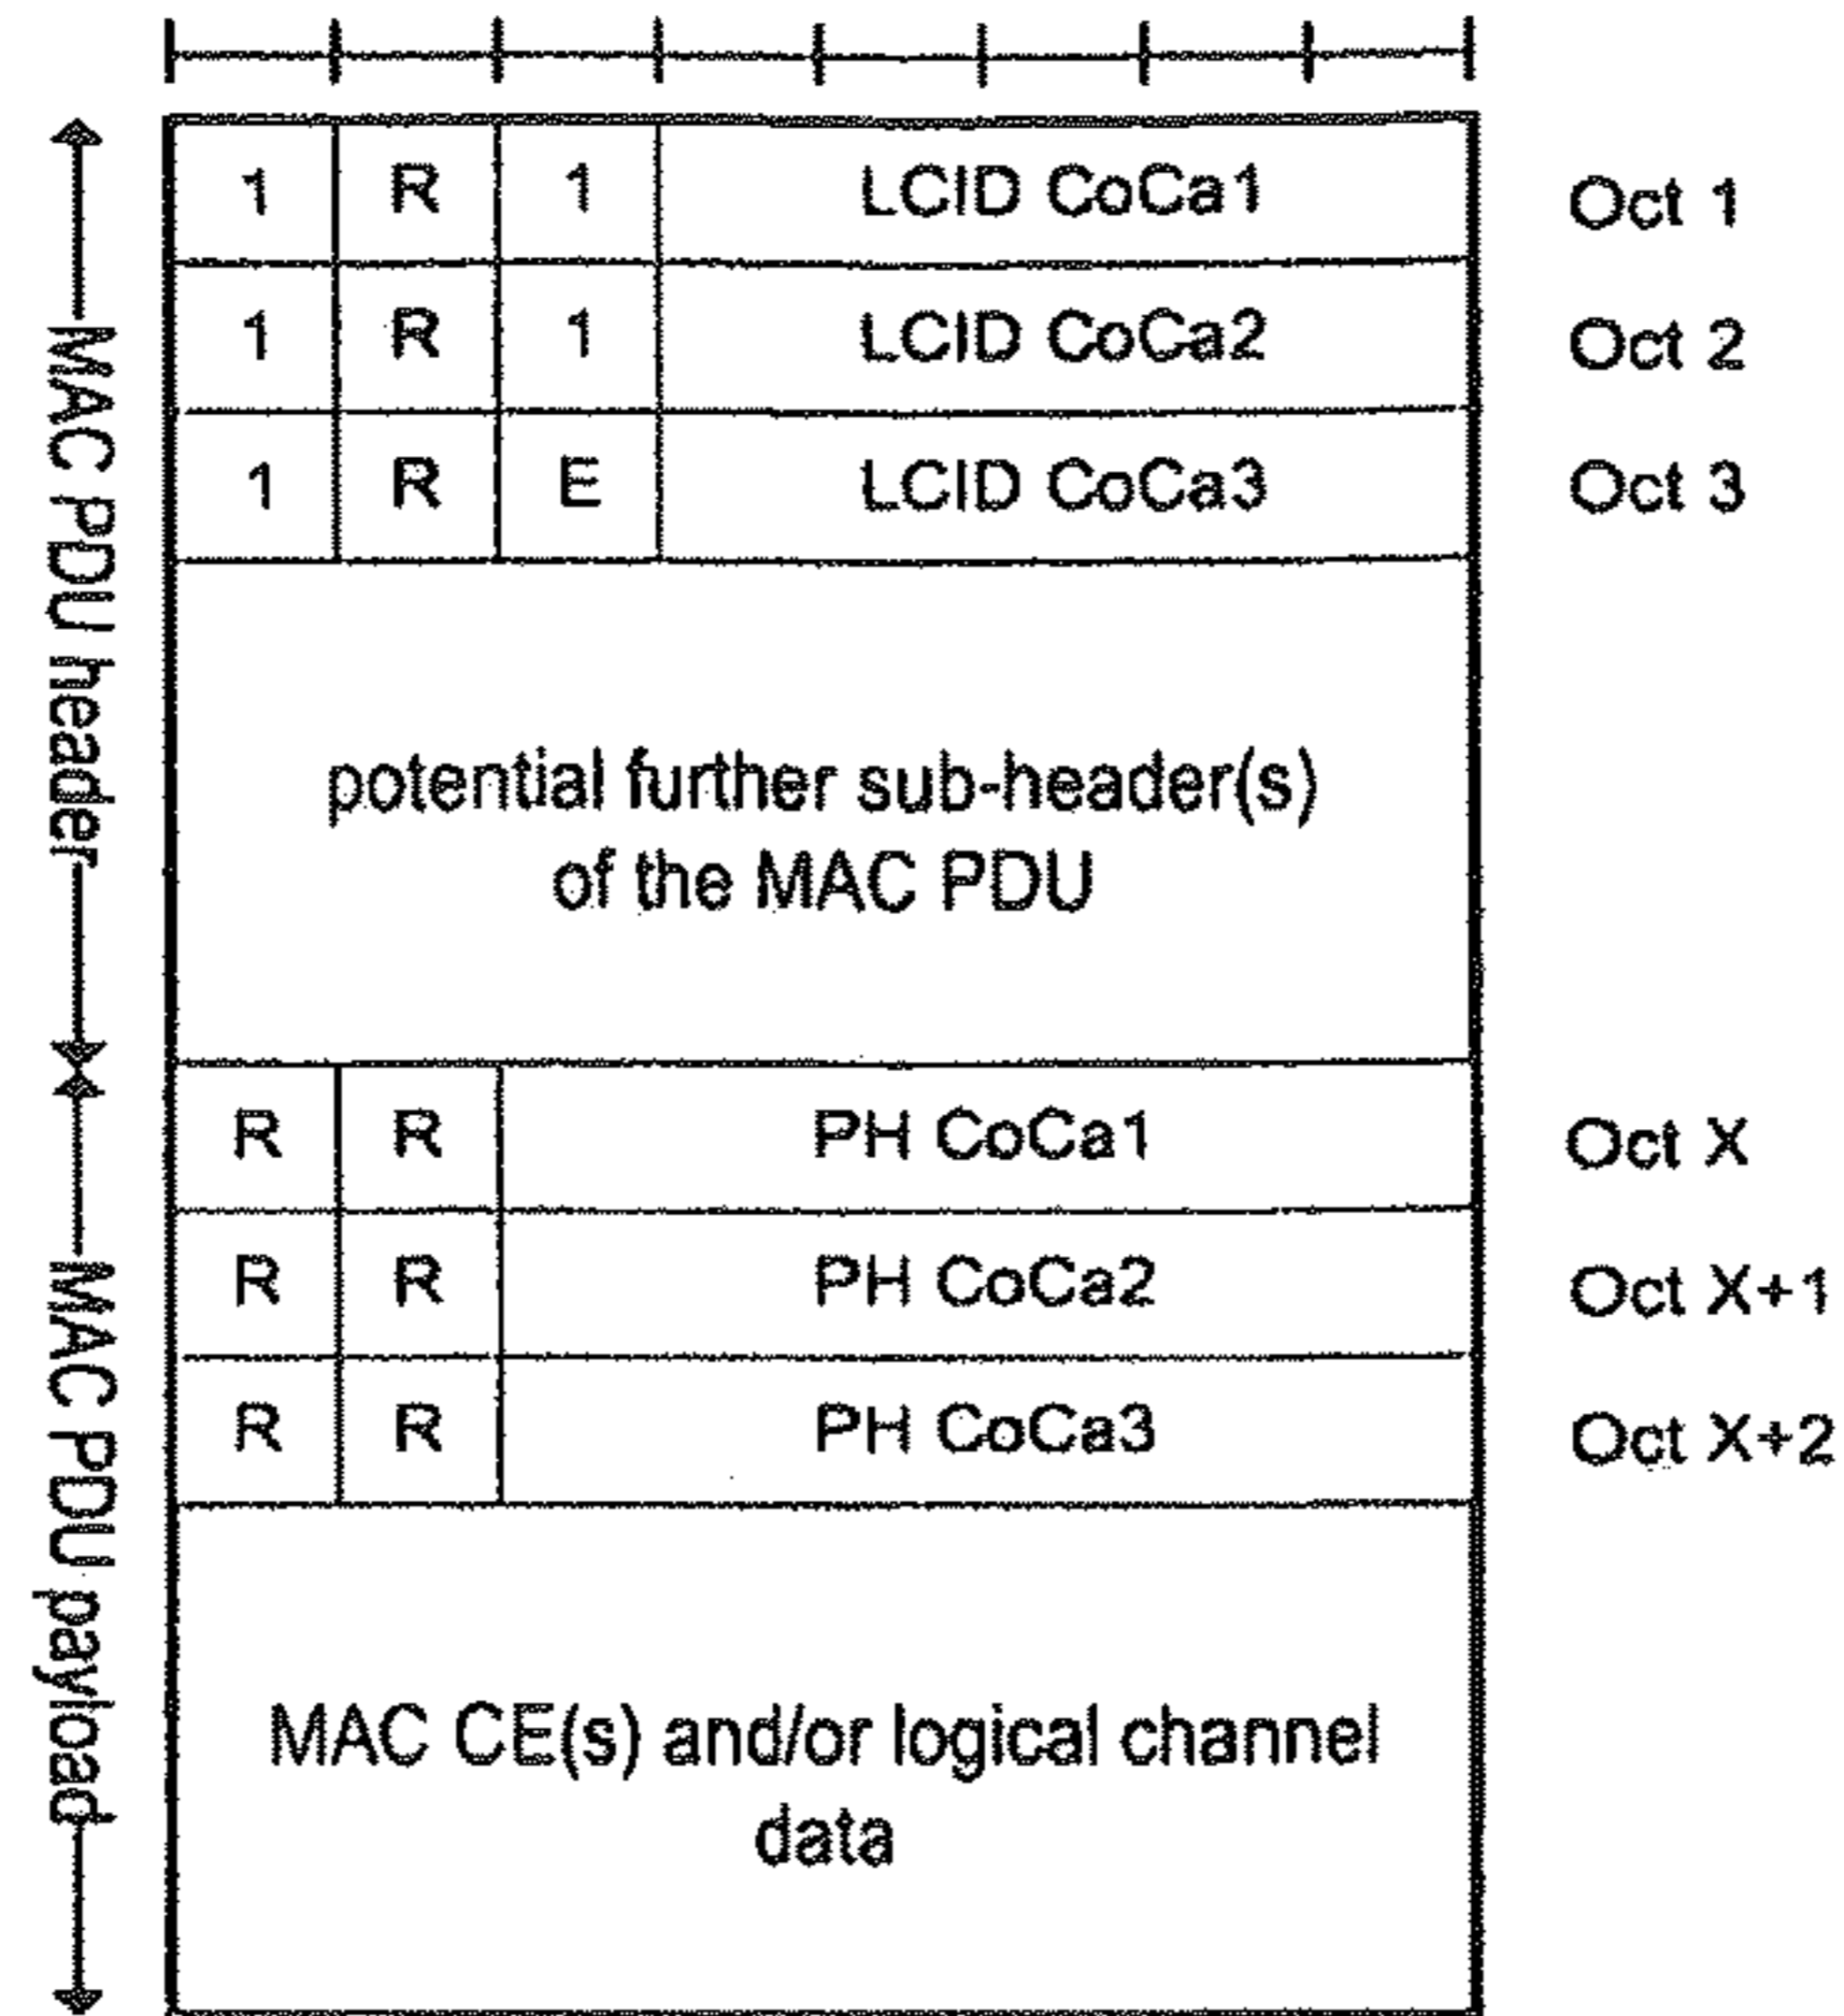 MAC PDU header
1 R 1 LCID CoCa1 Oct 1
1 R 1 LCID CoCa2 Oct 2
1 R E LCID CoCa3 Oct 3
potential further sub-header(s)
of the MAC PDU
MAC PDU payload
R R PH CoCa1 Oct X
R R PH CoCa2 Oct X+1
R R PH CoCa3 Oct X+2
MAC CE(s) and/or logical channel
data